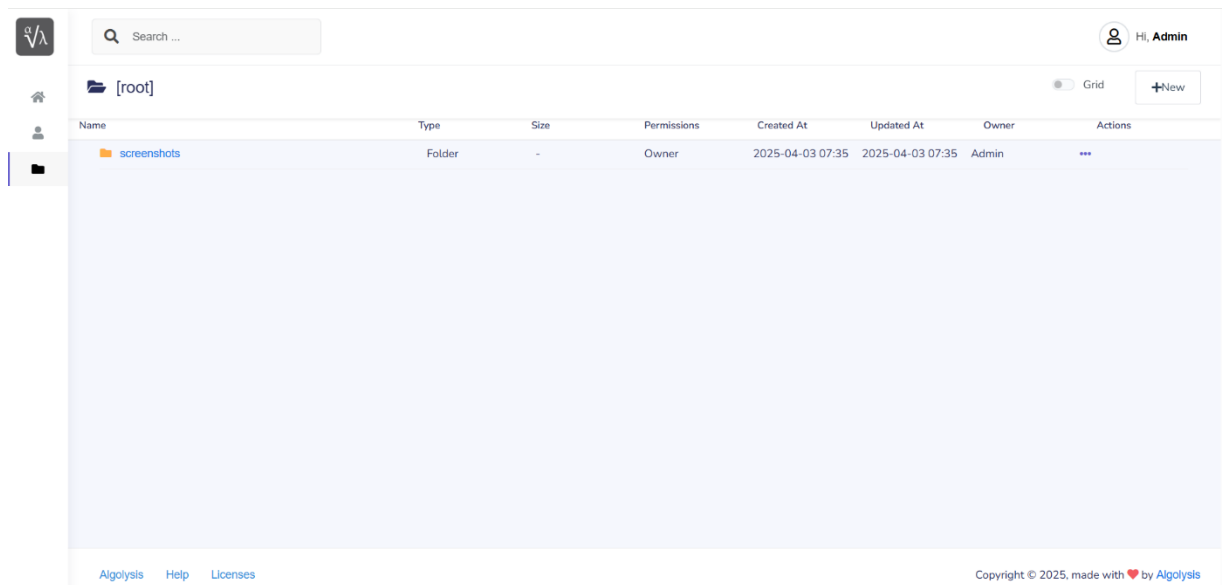 α√λ
Search ...
Hi, Admin
[root]
Grid
+New
Name Type Size Permissions Created At Updated At Owner Actions
screenshots Folder - Owner 2025-04-03 07:35 2025-04-03 07:35 Admin •••
Algolysis Help Licenses
Copyright © 2025, made with ❤ by Algolysis